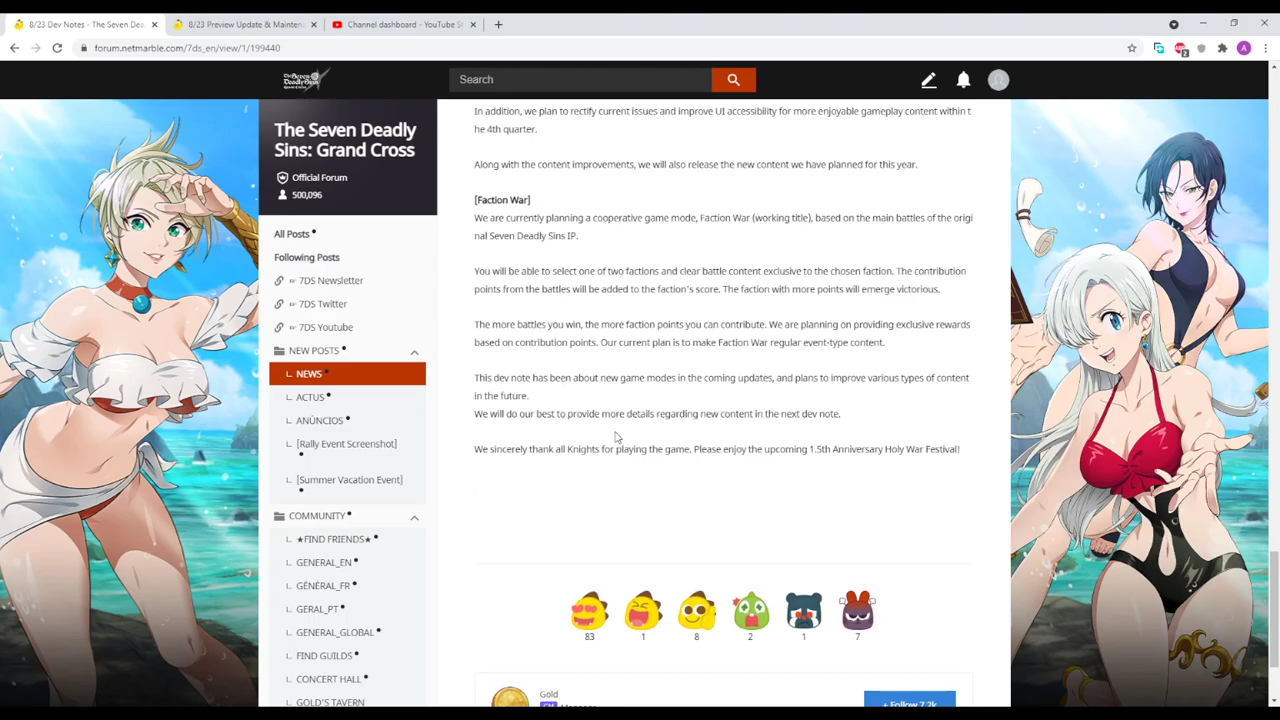 8/23 Dev Notes - The Seven Dea
8/23 Preview Update & Mainten
Channel dashboard - YouTube S
forum.netmarble.com/7ds_en/view/1/199440
2
A
The Seven Deadly Sins
Grand Cross
Search
The Seven Deadly
Sins: Grand Cross
Official Forum
500,096
All Posts
Following Posts
7DS Newsletter
7DS Twitter
7DS Youtube
NEW POSTS
NEWS
ACTUS
ANÚNCIOS
[Rally Event Screenshot]
[Summer Vacation Event]
COMMUNITY
★FIND FRIENDS★
GENERAL_EN
GÉNÉRAL_FR
GERAL_PT
GENERAL_GLOBAL
FIND GUILDS
CONCERT HALL
GOLD'S TAVERN
In addition, we plan to rectify current issues and improve UI accessibility for more enjoyable gameplay content within t
he 4th quarter.
Along with the content improvements, we will also release the new content we have planned for this year.
[Faction War]
We are currently planning a cooperative game mode, Faction War (working title), based on the main battles of the origi
nal Seven Deadly Sins IP.
You will be able to select one of two factions and clear battle content exclusive to the chosen faction. The contribution
points from the battles will be added to the faction's score. The faction with more points will emerge victorious.
The more battles you win, the more faction points you can contribute. We are planning on providing exclusive rewards
based on contribution points. Our current plan is to make Faction War regular event-type content.
This dev note has been about new game modes in the coming updates, and plans to improve various types of content
in the future.
We will do our best to provide more details regarding new content in the next dev note.
We sincerely thank all Knights for playing the game. Please enjoy the upcoming 1.5th Anniversary Holy War Festival!
83 1 8 2 1 7
Gold
+ Follow 7.2k